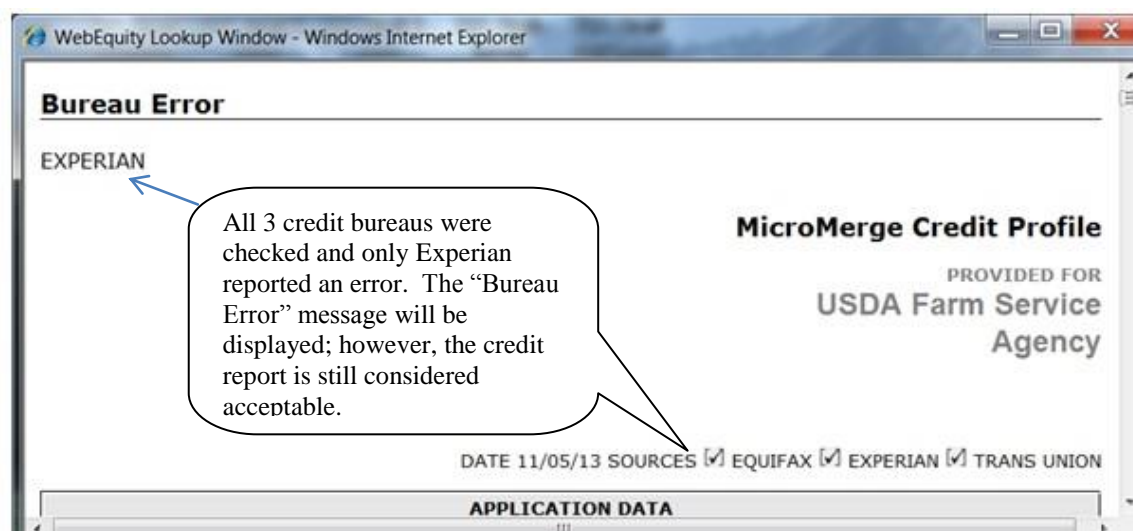 WebEquity Lookup Window - Windows Internet Explorer
Bureau Error
EXPERIAN
All 3 credit bureaus were
checked and only Experian
reported an error.  The “Bureau
Error” message will be
displayed; however, the credit
report is still considered
acceptable.
MicroMerge Credit Profile
PROVIDED FOR
USDA Farm Service
Agency
DATE 11/05/13 SOURCES ☑ EQUIFAX ☑ EXPERIAN ☑ TRANS UNION
APPLICATION DATA